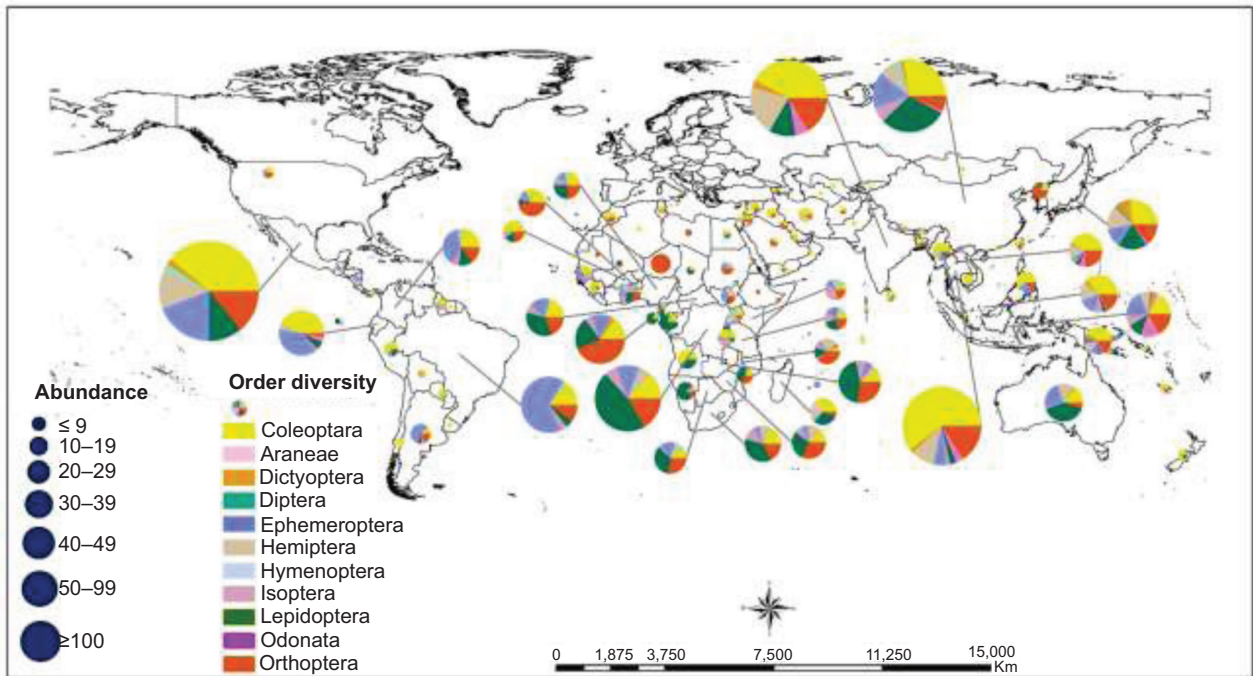 Abundance
≤ 9
10–19
20–29
30–39
40–49
50–99
≥100
Order diversity
Coleoptara
Araneae
Dictyoptera
Diptera
Ephemeroptera
Hemiptera
Hymenoptera
Isoptera
Lepidoptera
Odonata
Orthoptera
0 1,875 3,750 7,500 11,250 15,000
Km